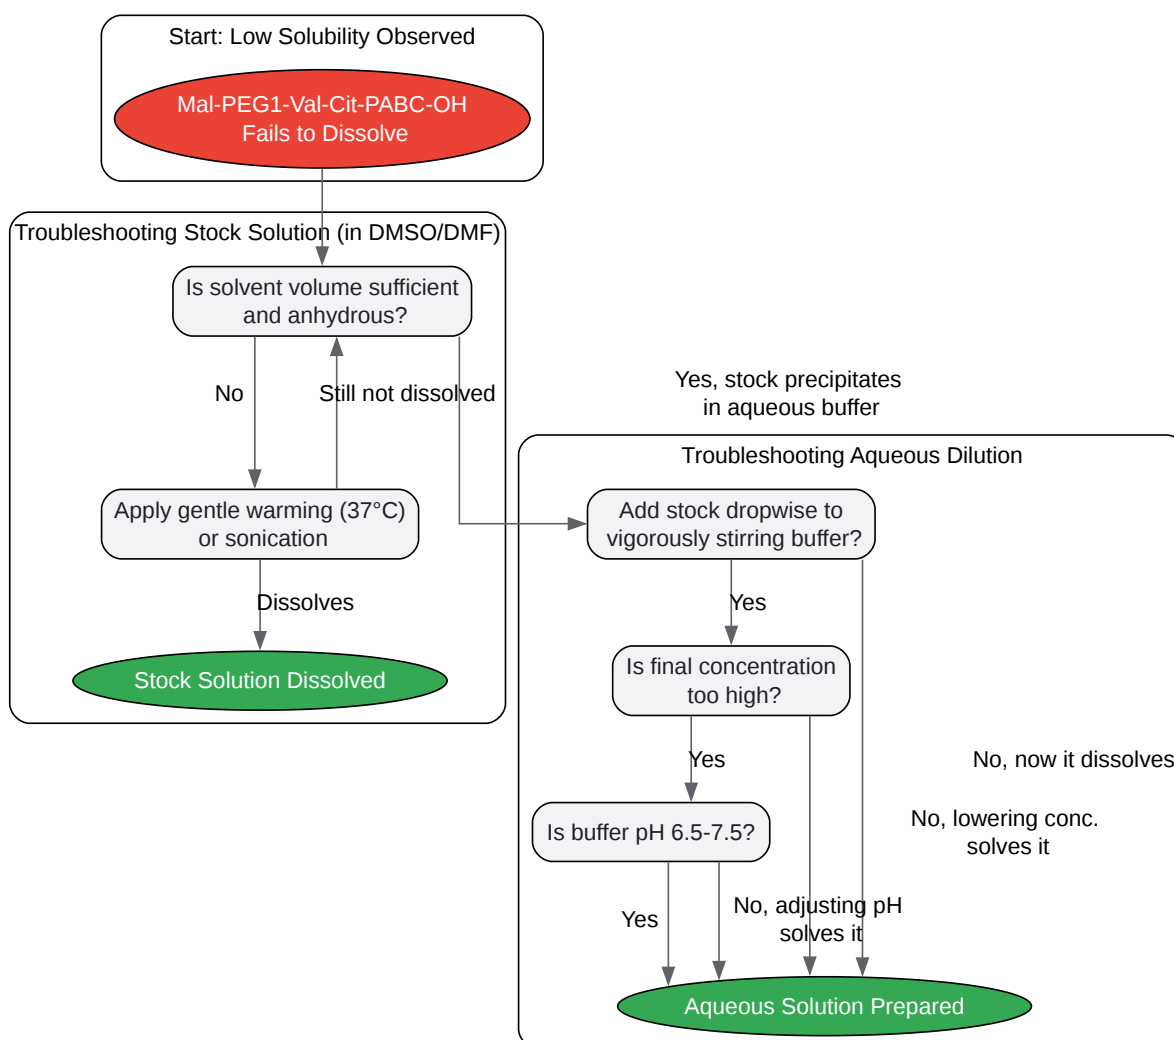 Start: Low Solubility Observed
Mal-PEG1-Val-Cit-PABC-OH
Fails to Dissolve
Troubleshooting Stock Solution (in DMSO/DMF)
Is solvent volume sufficient
and anhydrous?
No
Still not dissolved
Yes, stock precipitates
in aqueous buffer
Apply gentle warming (37°C)
or sonication
Dissolves
Stock Solution Dissolved
Troubleshooting Aqueous Dilution
Add stock dropwise to
vigorously stirring buffer?
Yes
Is final concentration
too high?
Yes
No, now it dissolves
No, lowering conc.
solves it
Is buffer pH 6.5-7.5?
Yes
No, adjusting pH
solves it
Aqueous Solution Prepared